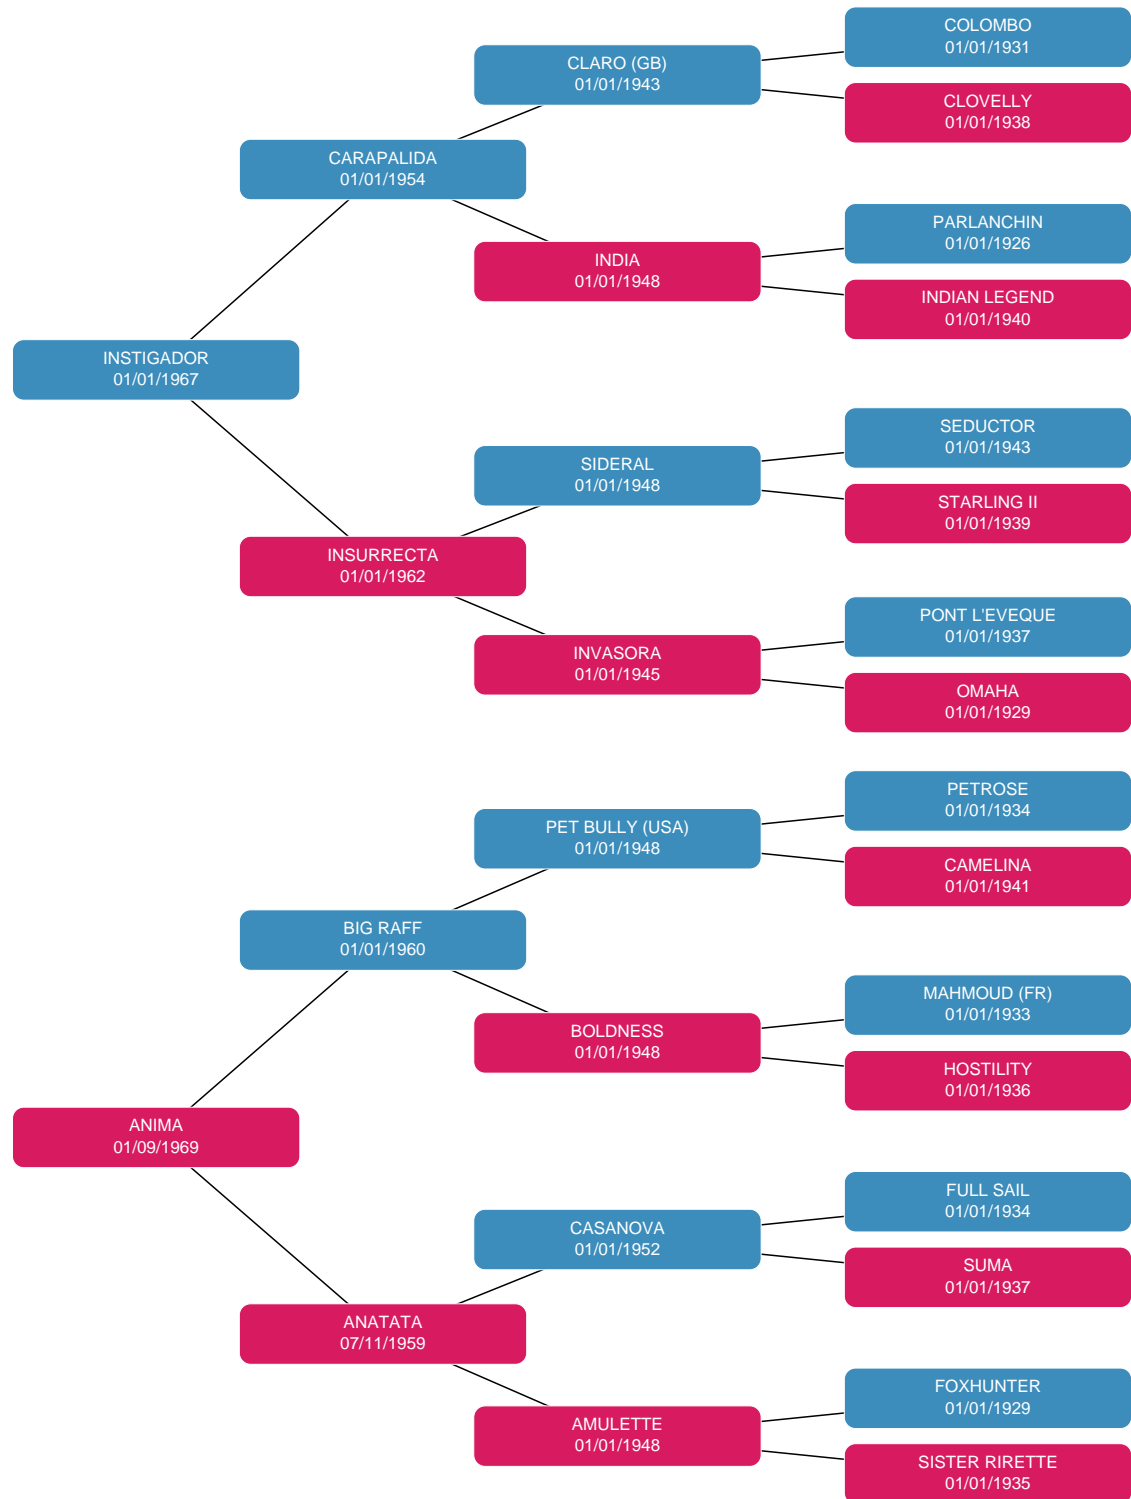 COLOMBO
01/01/1931
CLARO (GB)
01/01/1943
CLOVELLY
01/01/1938
CARAPALIDA
01/01/1954
PARLANCHIN
01/01/1926
INDIA
01/01/1948
INDIAN LEGEND
01/01/1940
INSTIGADOR
01/01/1967
SEDUCTOR
01/01/1943
SIDERAL
01/01/1948
STARLING II
01/01/1939
INSURRECTA
01/01/1962
PONT L'EVEQUE
01/01/1937
INVASORA
01/01/1945
OMAHA
01/01/1929
PETROSE
01/01/1934
PET BULLY (USA)
01/01/1948
CAMELINA
01/01/1941
BIG RAFF
01/01/1960
MAHMOUD (FR)
01/01/1933
BOLDNESS
01/01/1948
HOSTILITY
01/01/1936
ANIMA
01/09/1969
FULL SAIL
01/01/1934
CASANOVA
01/01/1952
SUMA
01/01/1937
ANATATA
07/11/1959
FOXHUNTER
01/01/1929
AMULETTE
01/01/1948
SISTER RIRETTE
01/01/1935